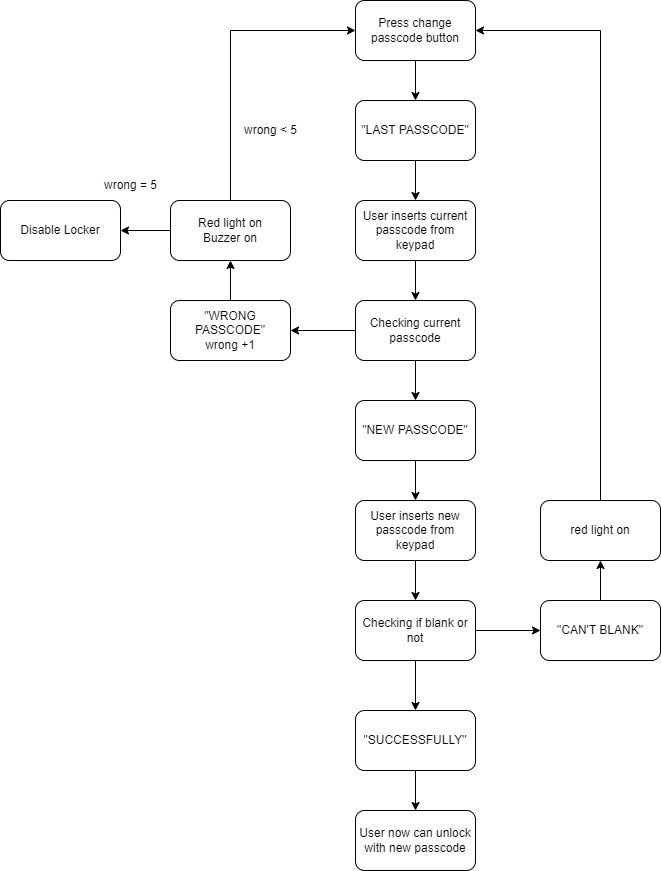 Press change
passcode button
wrong < 5
"LAST PASSCODE"
wrong = 5
Disable Locker
Red light on
Buzzer on
User inserts current
passcode from
keypad
"WRONG
PASSCODE"
wrong +1
Checking current
passcode
"NEW PASSCODE"
User inserts new
passcode from
keypad
red light on
Checking if blank or
not
"CAN'T BLANK"
"SUCCESSFULLY"
User now can unlock
with new passcode